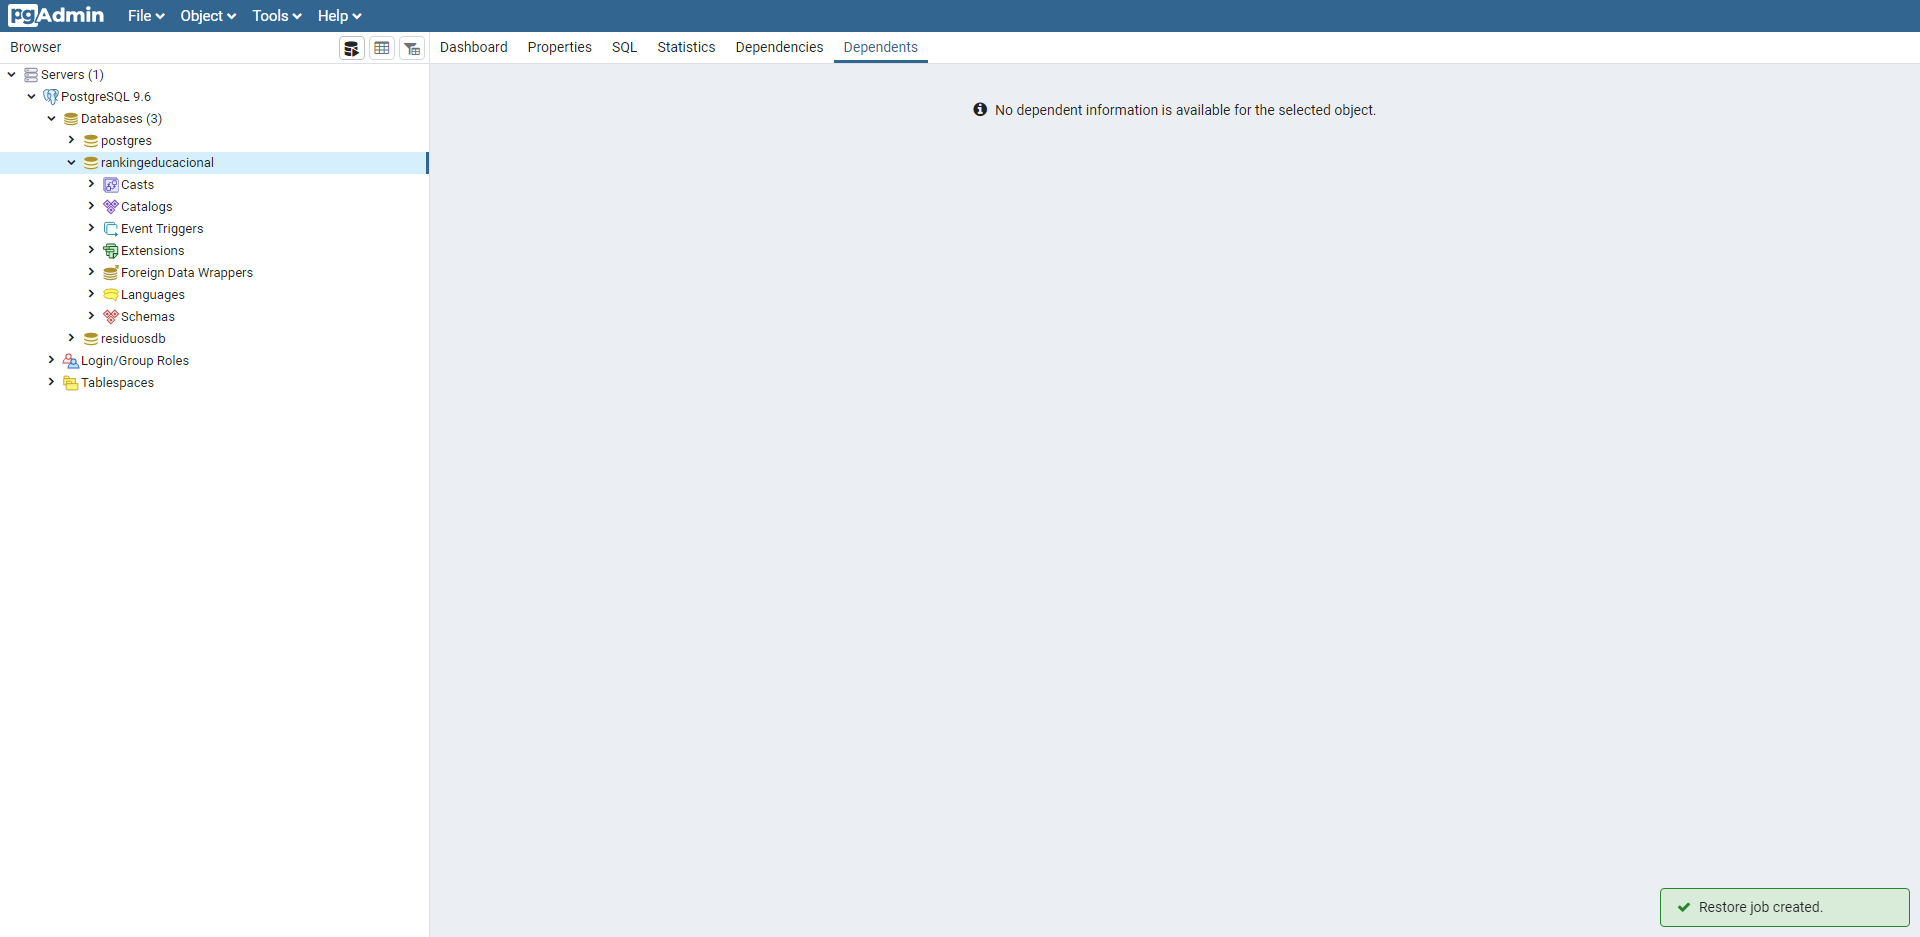 pgAdmin File Object Tools Help
Browser
Dashboard Properties SQL Statistics Dependencies Dependents
Servers (1)
PostgreSQL 9.6
Databases (3)
postgres
rankingeducacional
Casts
Catalogs
Event Triggers
Extensions
Foreign Data Wrappers
Languages
Schemas
residuosdb
Login/Group Roles
Tablespaces
No dependent information is available for the selected object.
Restore job created.